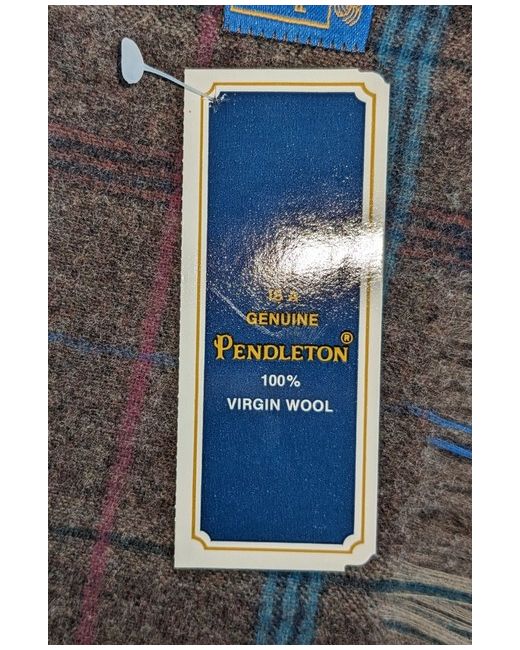 IS A
GENUINE
PENDLETON®
100%
VIRGIN WOOL